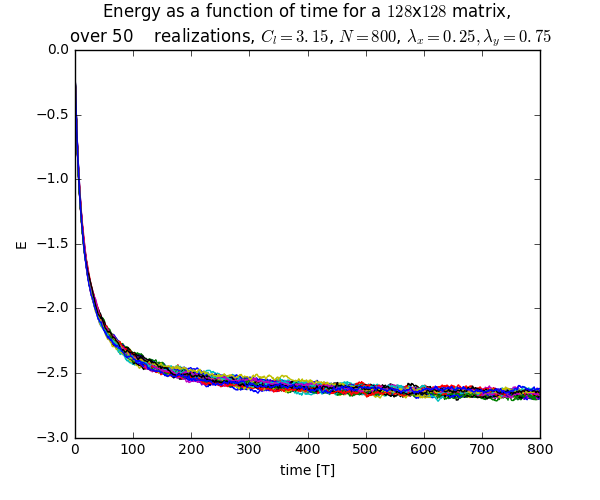 Energy as a function of time for a 128x128 matrix,
over 50    realizations, C_l = 3.15, N = 800, λ_x = 0.25, λ_y = 0.75
0.0
−0.5
−1.0
−1.5
−2.0
−2.5
−3.0
E
0 100 200 300 400 500 600 700 800
time [T]